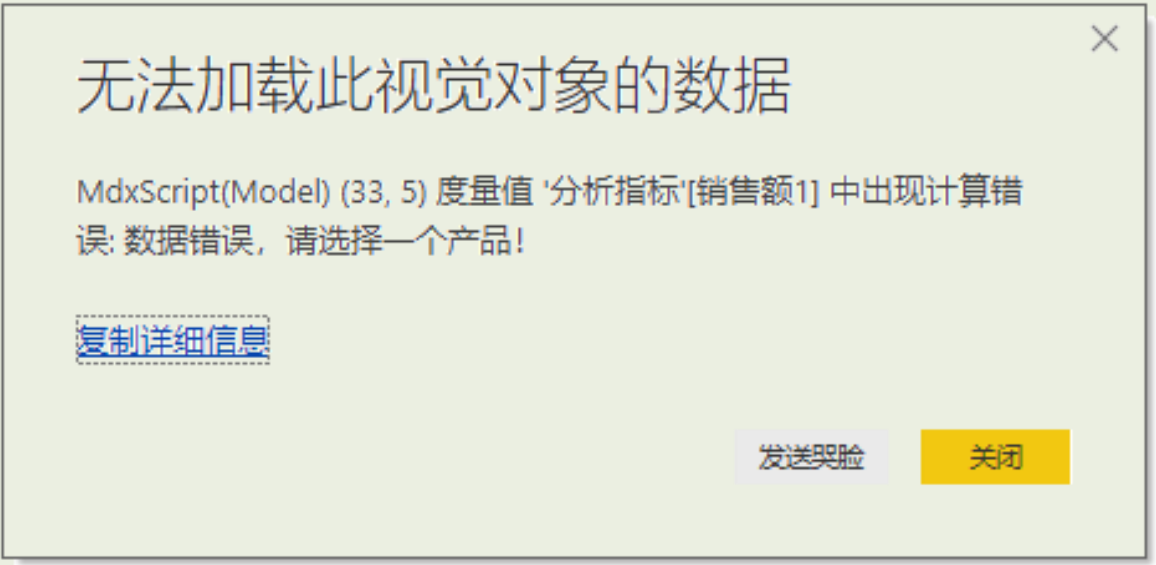 无法加载此视觉对象的数据
MdxScript(Model) (33, 5) 度量值 '分析指标'[销售额1] 中出现计算错
误: 数据错误，请选择一个产品！
复制详细信息
发送哭脸
关闭